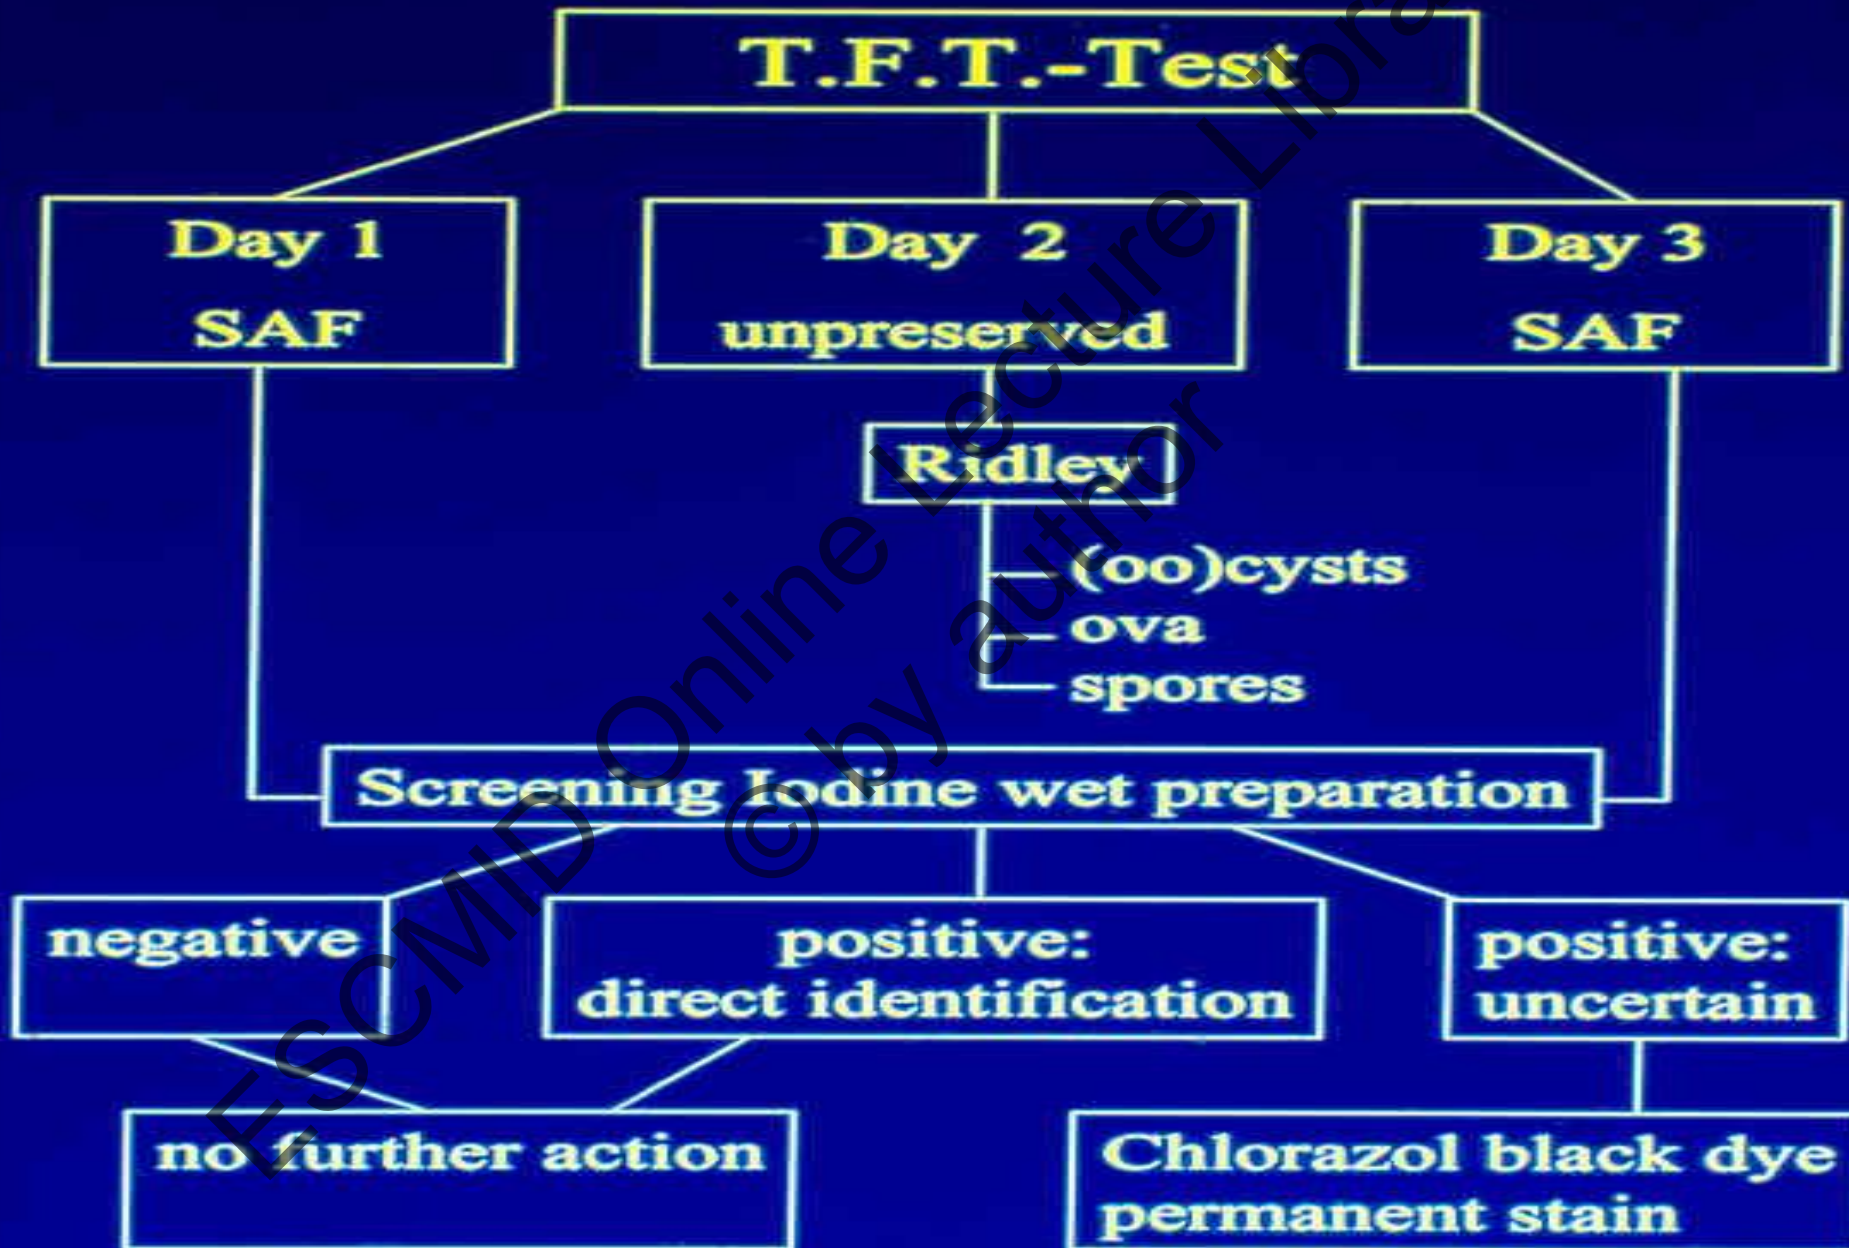 T.F.T.-Test
Day 1
SAF
Day 2
unpreserved
Day 3
SAF
Ridley
(oo)cysts
ova
spores
Screening Iodine wet preparation
negative
positive:
direct identification
positive:
uncertain
no further action
Chlorazol black dye
permanent stain
ESCMID Online Lecture
© by author